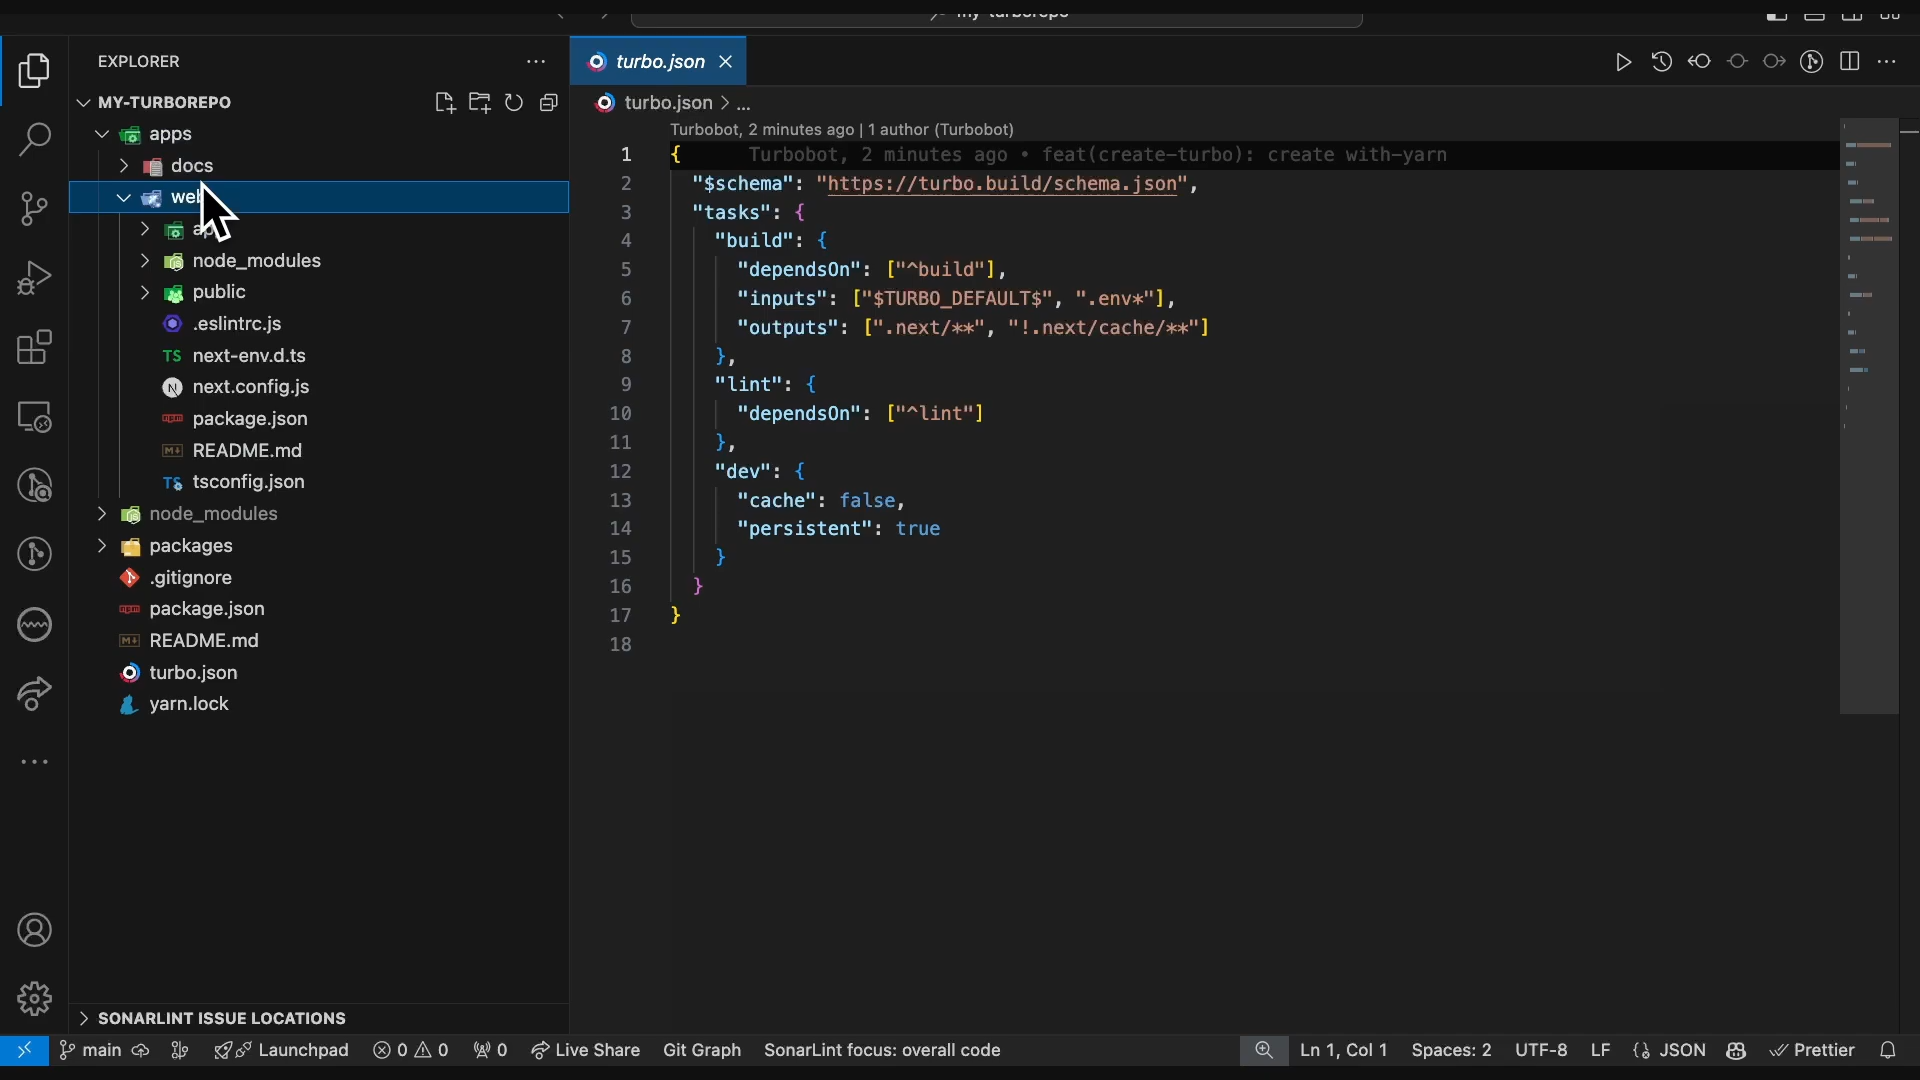 EXPLORER
MY-TURBOREPO
apps
docs
web
node_modules
public
.eslintrc.js
TS next-env.d.ts
N next.config.js
package.json
README.md
TS tsconfig.json
node_modules
packages
.gitignore
package.json
README.md
turbo.json
yarn.lock
SONARLINT ISSUE LOCATIONS
my-turborepo
turbo.json
turbo.json > ...
Turbobot, 2 minutes ago | 1 author (Turbobot)
1 { Turbobot, 2 minutes ago • feat(create-turbo): create with-yarn
2 "$schema": "https://turbo.build/schema.json",
3 "tasks": {
4 "build": {
5 "dependsOn": ["^build"],
6 "inputs": ["$TURBO_DEFAULT$", ".env*"],
7 "outputs": [".next/**", "!.next/cache/**"]
8 },
9 "lint": {
10 "dependsOn": ["^lint"]
11 },
12 "dev": {
13 "cache": false,
14 "persistent": true
15 }
16 }
17 }
18
main Launchpad 0 0 0 Live Share Git Graph SonarLint focus: overall code Ln 1, Col 1 Spaces: 2 UTF-8 LF {} JSON Prettier